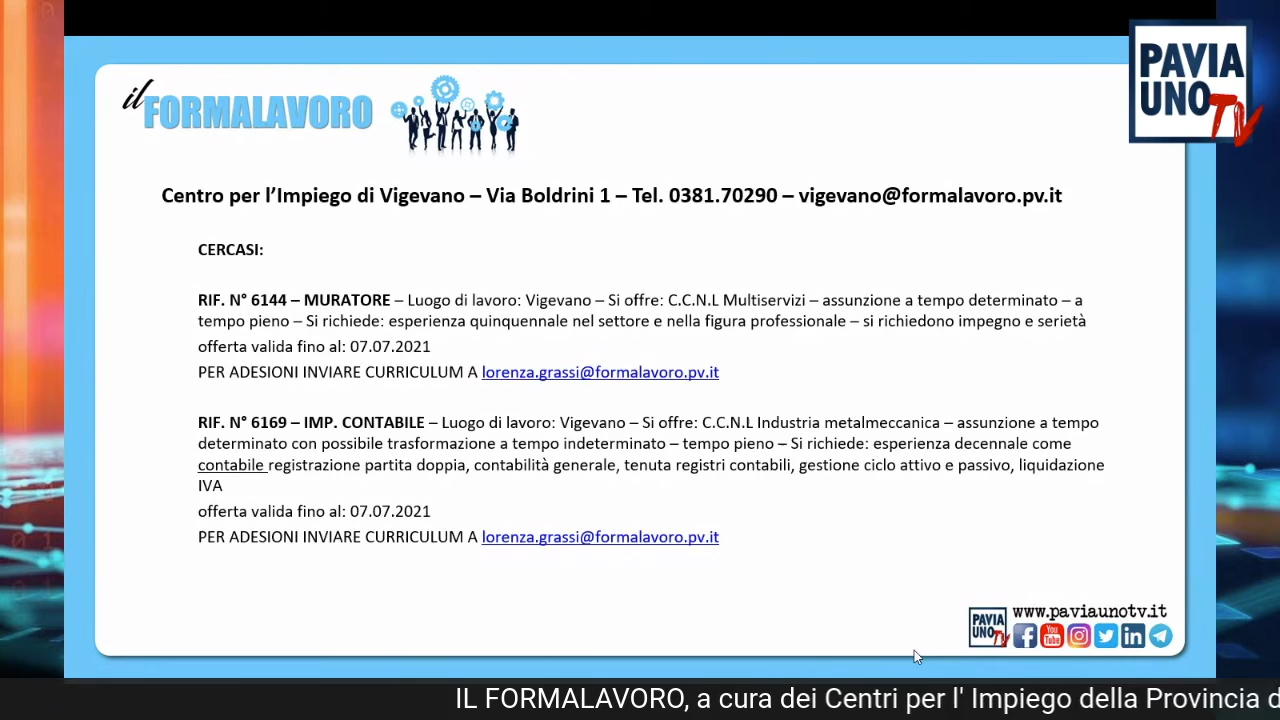 il FORMALAVORO
PAVIA
UNO TV
Centro per l'Impiego di Vigevano – Via Boldrini 1 – Tel. 0381.70290 – vigevano@formalavoro.pv.it
CERCASI:
RIF. N° 6144 – MURATORE – Luogo di lavoro: Vigevano – Si offre: C.C.N.L Multiservizi – assunzione a tempo determinato – a
tempo pieno – Si richiede: esperienza quinquennale nel settore e nella figura professionale – si richiedono impegno e serietà
offerta valida fino al: 07.07.2021
PER ADESIONI INVIARE CURRICULUM A lorenza.grassi@formalavoro.pv.it
RIF. N° 6169 – IMP. CONTABILE – Luogo di lavoro: Vigevano – Si offre: C.C.N.L Industria metalmeccanica – assunzione a tempo
determinato con possibile trasformazione a tempo indeterminato – tempo pieno – Si richiede: esperienza decennale come
contabile registrazione partita doppia, contabilità generale, tenuta registri contabili, gestione ciclo attivo e passivo, liquidazione
IVA
offerta valida fino al: 07.07.2021
PER ADESIONI INVIARE CURRICULUM A lorenza.grassi@formalavoro.pv.it
www.paviaunotv.it
PAVIA
UNO TV
You Tube
IL FORMALAVORO, a cura dei Centri per l' Impiego della Provincia d